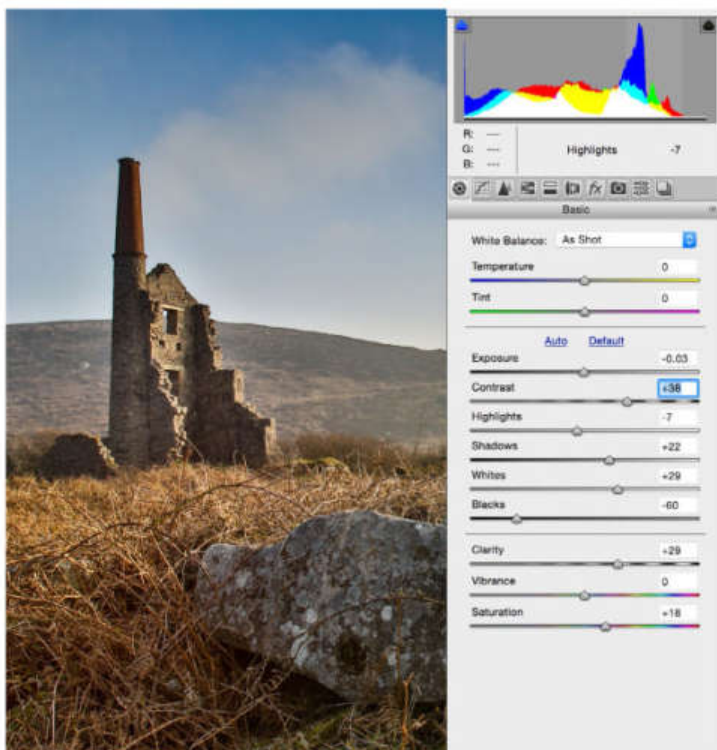 R: ---
G: ---
B: ---
Highlights -7
fx
Basic
White Balance: As Shot
Temperature 0
Tint 0
Auto Default
Exposure -0.03
Contrast +38
Highlights -7
Shadows +22
Whites +29
Blacks -60
Clarity +29
Vibrance 0
Saturation +18